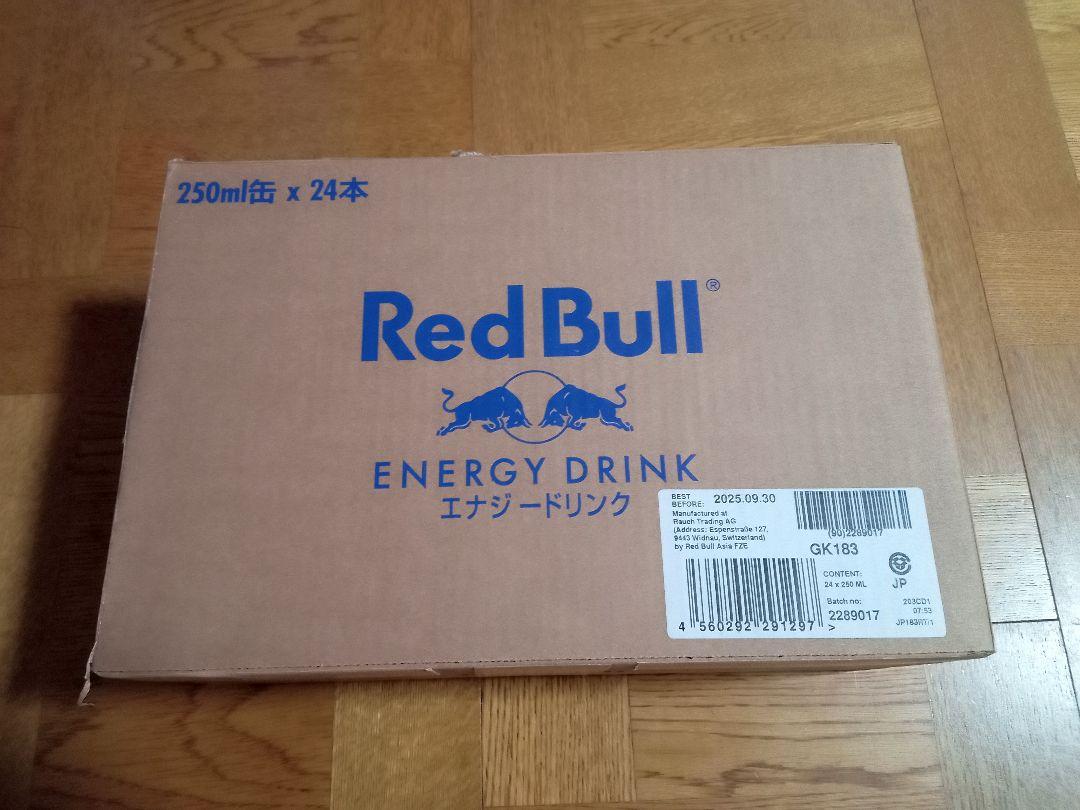 250ml缶 x 24本
Red Bull®
ENERGY DRINK
エナジードリンク
BEST BEFORE: 2025.09.30
Manufactured at
Rauch Trading AG
(Address: Espenstraße 127,
9443 Widnau, Switzerland)
by Red Bull Asia FZE
(90)2289017
GK183
CONTENT:
24 x 250 ML
JP
Batch no:
2289017
203CD1
07:53
4 560292 291297 >